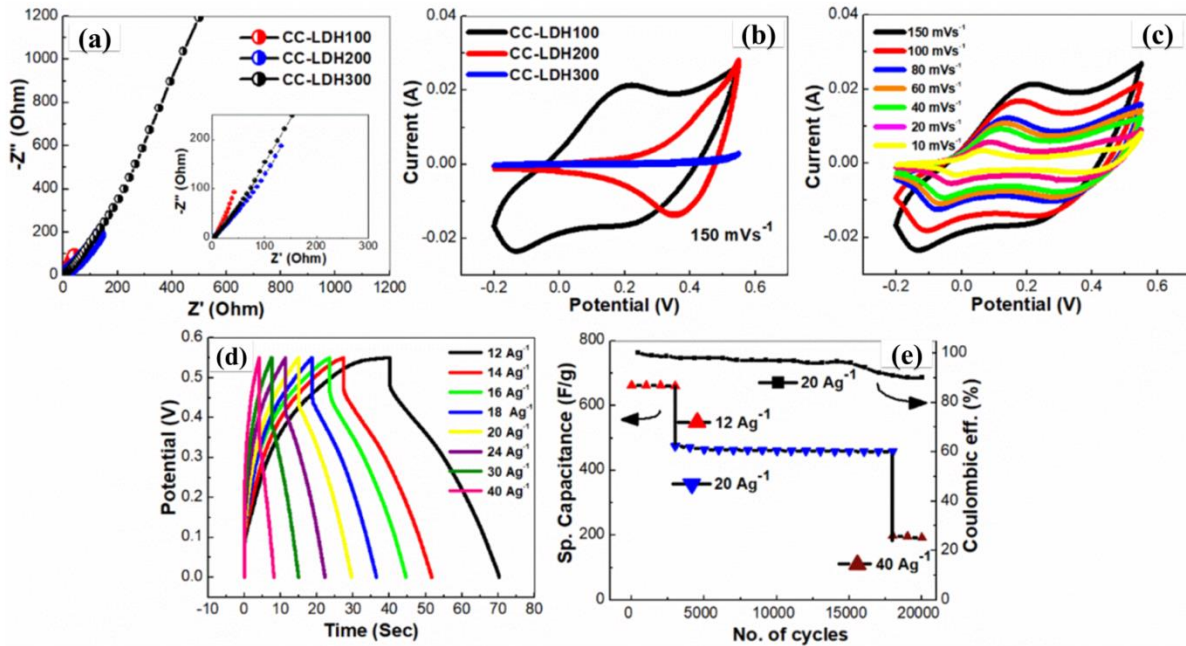 (a)
CC-LDH100
CC-LDH200
CC-LDH300
1200
1000
800
600
400
200
0
-Z'' (Ohm)
0 200 400 600 800 1000 1200
Z' (Ohm)
200
100
0
-Z'' (Ohm)
0 100 200 300
Z' (Ohm)
(b)
CC-LDH100
CC-LDH200
CC-LDH300
0.04
0.02
0.00
-0.02
Current (A)
150 mVs-1
-0.2 0.0 0.2 0.4 0.6
Potential (V)
(c)
150 mVs-1
100 mVs-1
80 mVs-1
60 mVs-1
40 mVs-1
20 mVs-1
10 mVs-1
0.04
0.02
0.00
-0.02
Current (A)
-0.2 0.0 0.2 0.4 0.6
Potential (V)
(d)
12 Ag-1
14 Ag-1
16 Ag-1
18 Ag-1
20 Ag-1
24 Ag-1
30 Ag-1
40 Ag-1
0.6
0.5
0.4
0.3
0.2
0.1
0.0
Potential (V)
-10 0 10 20 30 40 50 60 70 80
Time (Sec)
(e)
800
600
400
200
0
Sp. Capacitance (F/g)
20 Ag-1
12 Ag-1
20 Ag-1
40 Ag-1
100
80
60
40
20
0
Coulombic eff. (%)
0 5000 10000 15000 20000
No. of cycles